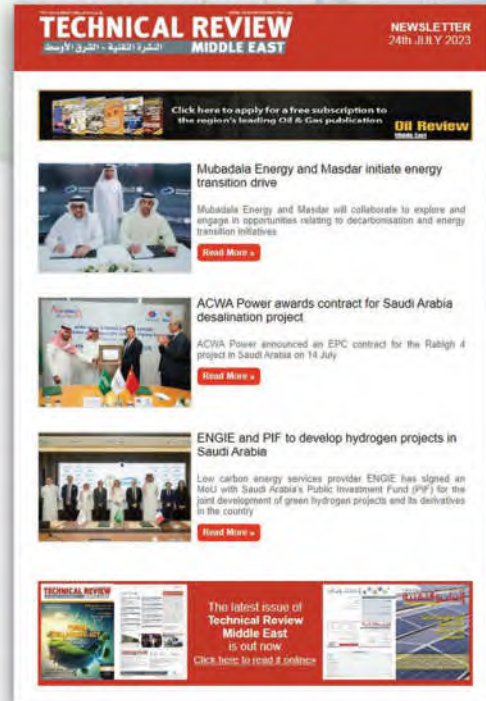 TECHNICAL REVIEW
MIDDLE EAST
النشرة التقنية - الشرق الأوسط
NEWSLETTER
24th JULY 2023
Click here to apply for a free subscription to
the region's leading Oil & Gas publication
Oil Review
Middle East
Mubadala Energy and Masdar initiate energy
transition drive
Mubadala Energy and Masdar will collaborate to explore and
engage in opportunities relating to decarbonisation and energy
transition initiatives
Read More »
ACWA Power awards contract for Saudi Arabia
desalination project
ACWA Power announced an EPC contract for the Rabigh 4
project in Saudi Arabia on 14 July
Read More »
ENGIE and PIF to develop hydrogen projects in
Saudi Arabia
Low carbon energy services provider ENGIE has signed an
MoU with Saudi Arabia's Public Investment Fund (PIF) for the
joint development of green hydrogen projects and its derivatives
in the country
Read More »
TECHNICAL REVIEW
The latest issue of
Technical Review
Middle East
is out now
Click here to read it online»